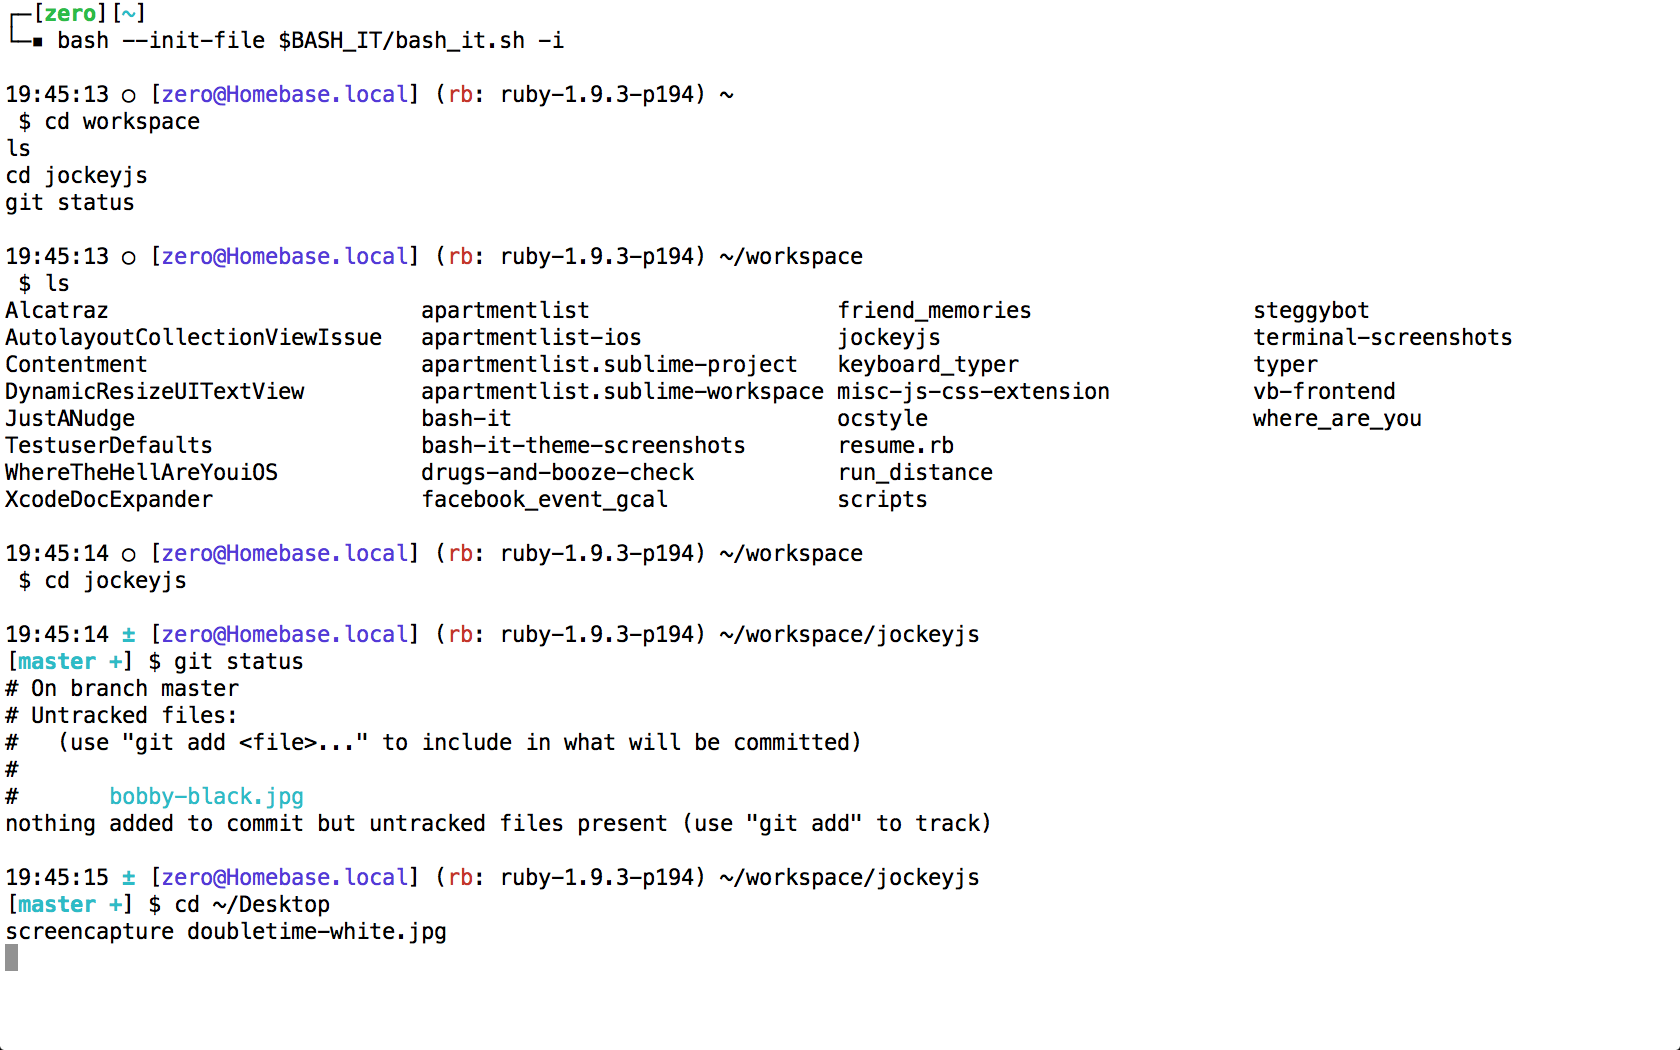 ┌─[zero][~]
└─▪ bash --init-file $BASH_IT/bash_it.sh -i

19:45:13 ○ [zero@Homebase.local] (rb: ruby-1.9.3-p194) ~
 $ cd workspace
ls
cd jockeyjs
git status

19:45:13 ○ [zero@Homebase.local] (rb: ruby-1.9.3-p194) ~/workspace
 $ ls
Alcatraz                        apartmentlist                   friend_memories                 steggybot
AutolayoutCollectionViewIssue   apartmentlist-ios               jockeyjs                        terminal-screenshots
Contentment                     apartmentlist.sublime-project   keyboard_typer                  typer
DynamicResizeUITextView         apartmentlist.sublime-workspace misc-js-css-extension           vb-frontend
JustANudge                      bash-it                         ocstyle                         where_are_you
TestuserDefaults                bash-it-theme-screenshots       resume.rb
WhereTheHellAreYouiOS           drugs-and-booze-check           run_distance
XcodeDocExpander                facebook_event_gcal             scripts

19:45:14 ○ [zero@Homebase.local] (rb: ruby-1.9.3-p194) ~/workspace
 $ cd jockeyjs

19:45:14 ± [zero@Homebase.local] (rb: ruby-1.9.3-p194) ~/workspace/jockeyjs
[master +] $ git status
# On branch master
# Untracked files:
#   (use "git add <file>..." to include in what will be committed)
#
#       bobby-black.jpg
nothing added to commit but untracked files present (use "git add" to track)

19:45:15 ± [zero@Homebase.local] (rb: ruby-1.9.3-p194) ~/workspace/jockeyjs
[master +] $ cd ~/Desktop
screencapture doubletime-white.jpg